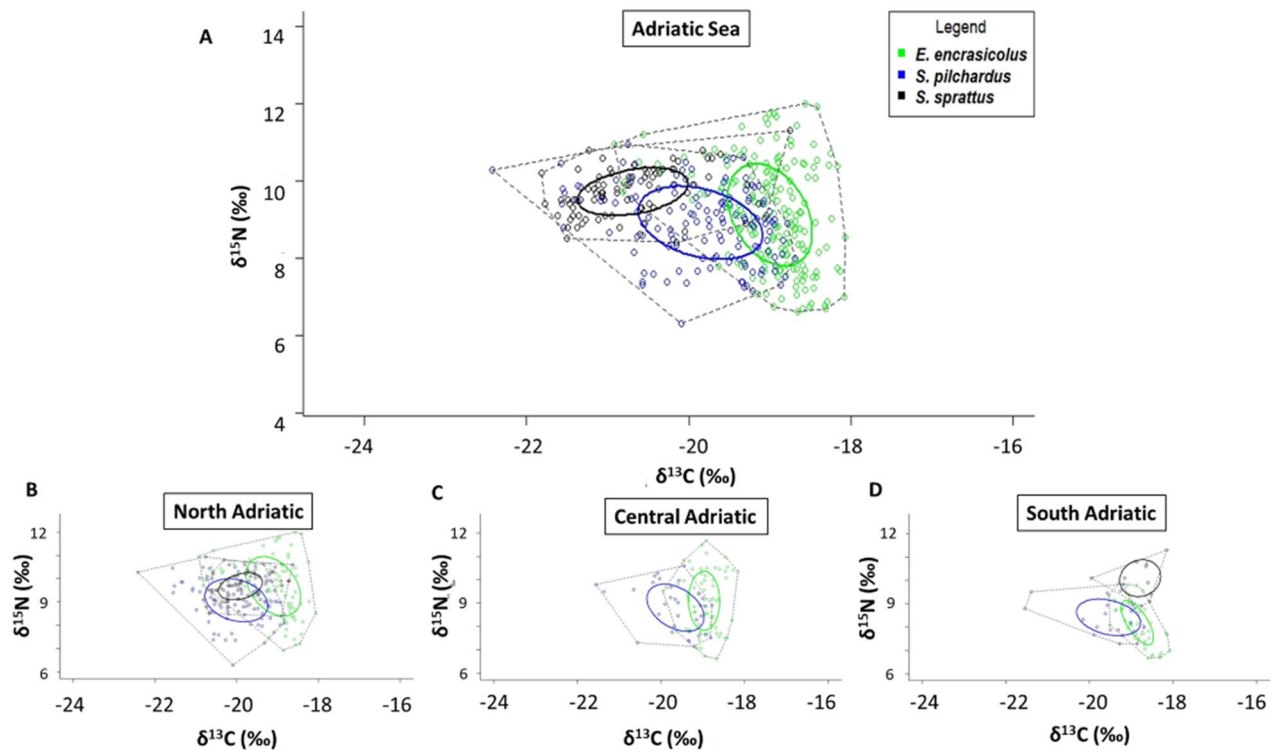 A
Adriatic Sea
Legend
E. encrasicolus
S. pilchardus
S. sprattus
14
12
10
8
6
4
δ15N (‰)
-24
-22
-20
-18
-16
δ13C (‰)
B
North Adriatic
12
9
6
δ15N (‰)
-24
-22
-20
-18
-16
δ13C (‰)
C
Central Adriatic
12
9
6
δ15N (‰)
-24
-22
-20
-18
-16
δ13C (‰)
D
South Adriatic
12
9
6
δ15N (‰)
-24
-22
-20
-18
-16
δ13C (‰)